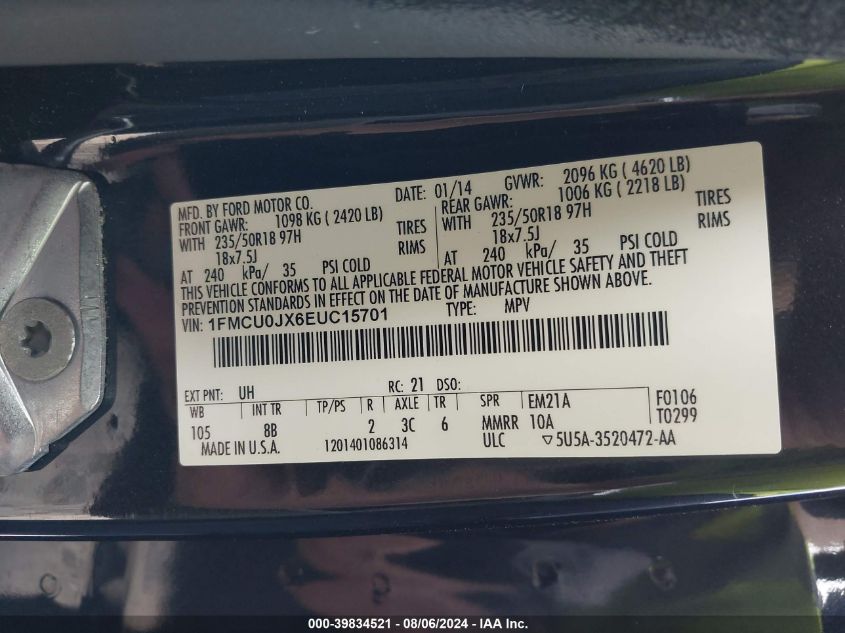 MFD. BY FORD MOTOR CO. DATE: 01/14 GVWR: 2096 KG ( 4620 LB)
FRONT GAWR: 1098 KG ( 2420 LB) REAR GAWR: 1006 KG ( 2218 LB)
WITH 235/50R18 97H TIRES WITH 235/50R18 97H TIRES
18x7.5J RIMS 18x7.5J RIMS
AT 240 kPa/ 35 PSI COLD AT 240 kPa/ 35 PSI COLD
THIS VEHICLE CONFORMS TO ALL APPLICABLE FEDERAL MOTOR VEHICLE SAFETY AND THEFT
PREVENTION STANDARDS IN EFFECT ON THE DATE OF MANUFACTURE SHOWN ABOVE.
VIN: 1FMCU0JX6EUC15701 TYPE: MPV
EXT PNT: UH RC: 21 DSO:
WB INT TR TP/PS R AXLE TR SPR EM21A F0106
105 8B 2 3C 6 MMRR 10A T0299
MADE IN U.S.A. 1201401086314 ULC ▽5U5A-3520472-AA
000-39834521 | 08/06/2024 | IAA Inc.